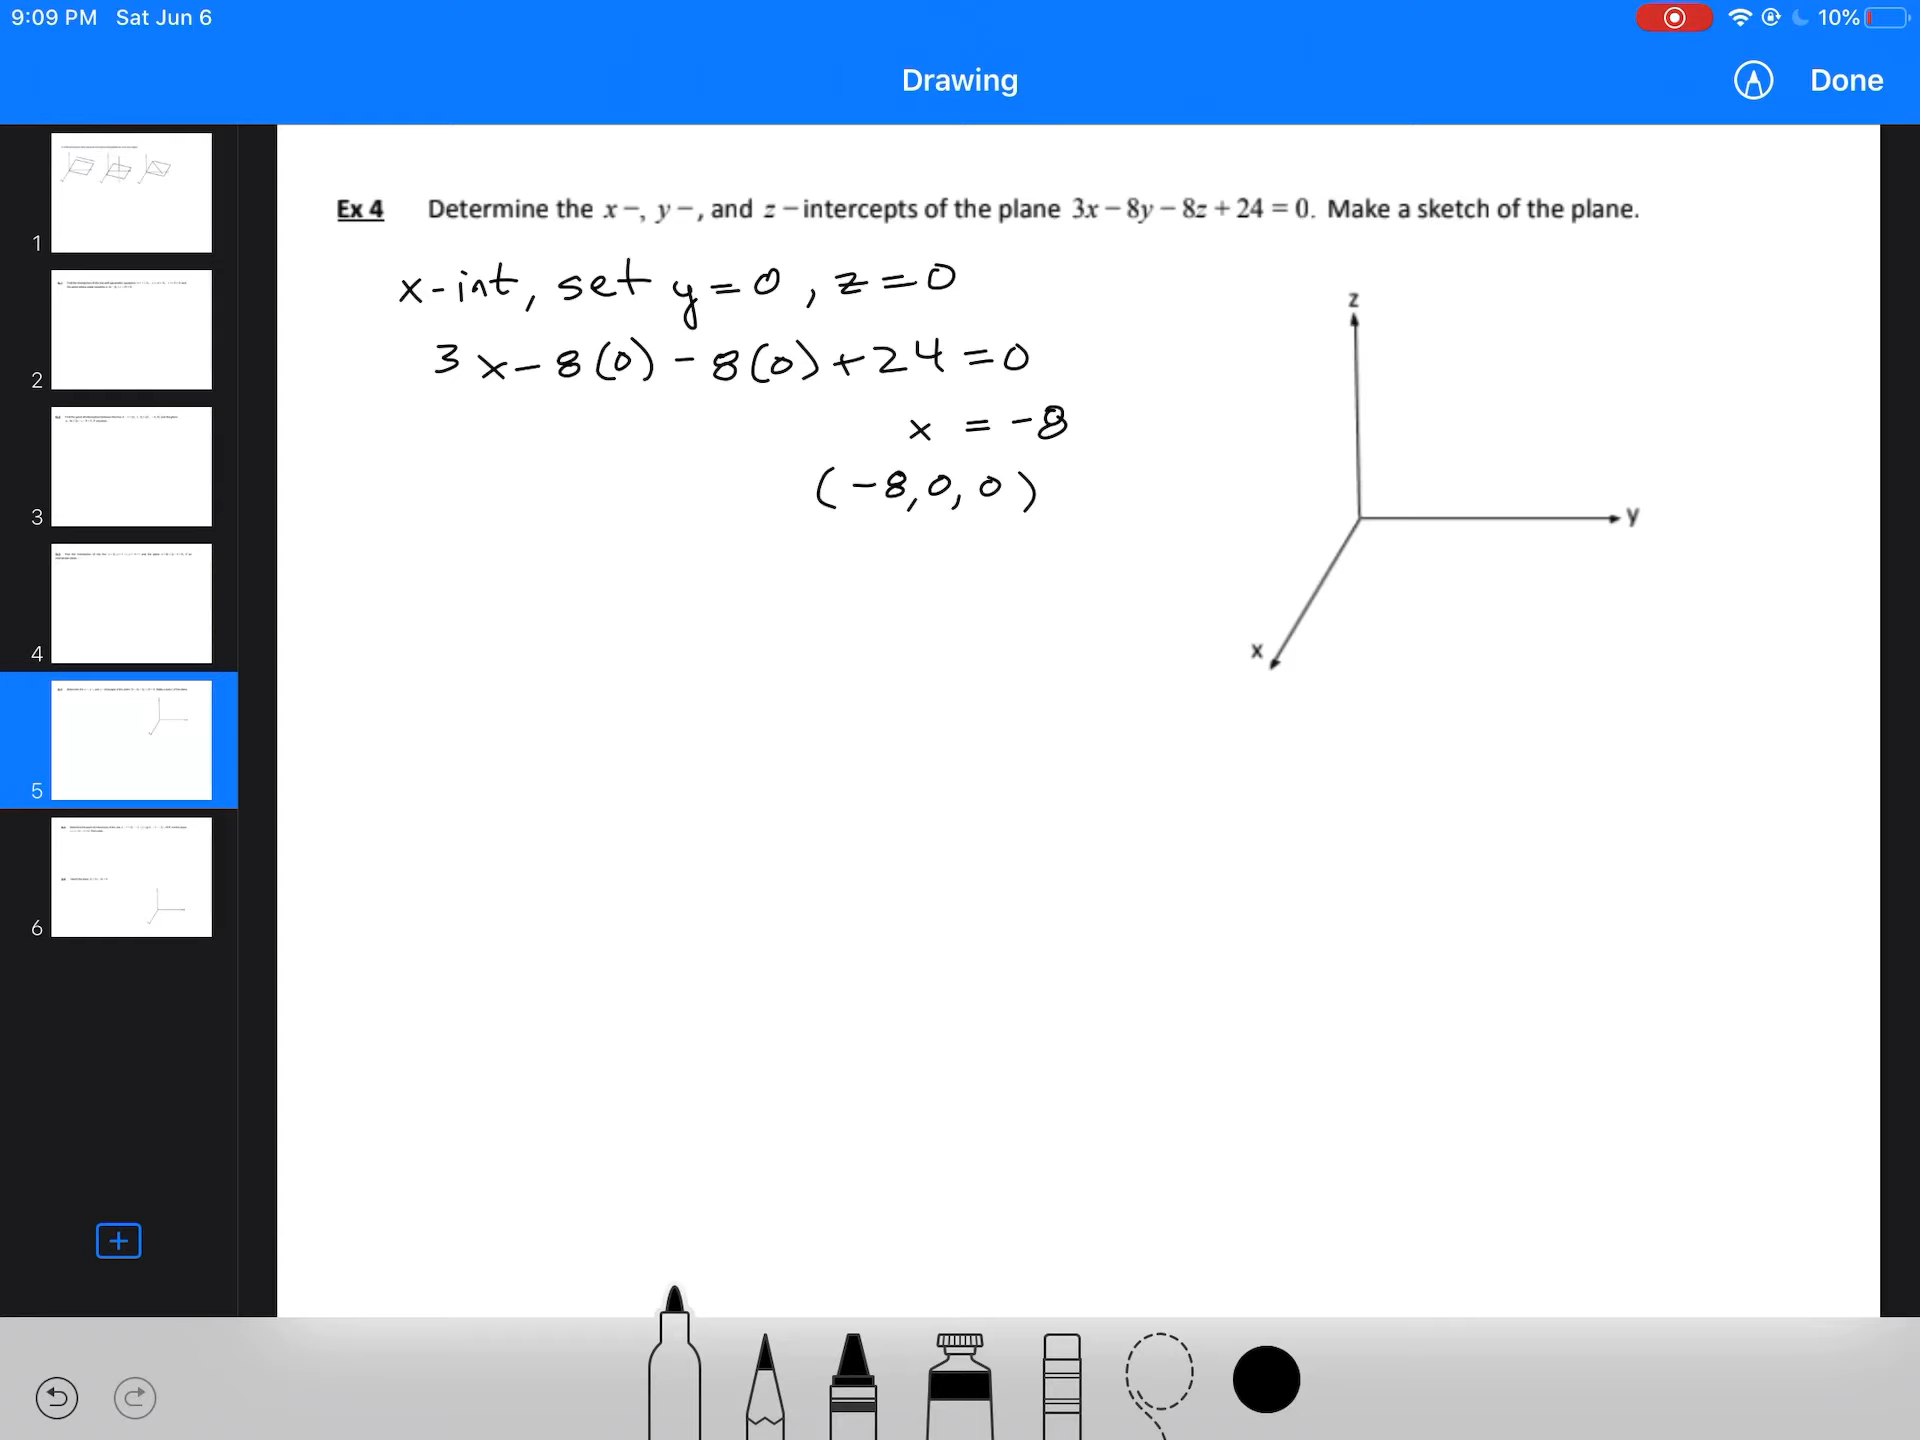 9:09 PM Sat Jun 6
10%
Drawing
Done
Ex 4 Determine the x−, y−, and z−intercepts of the plane 3x − 8y − 8z + 24 = 0. Make a sketch of the plane.
x-int, set y=0, z=0
3x-8(0)-8(0)+24=0
x = -8
(-8,0,0)
z
y
x
1
2
3
4
5
6